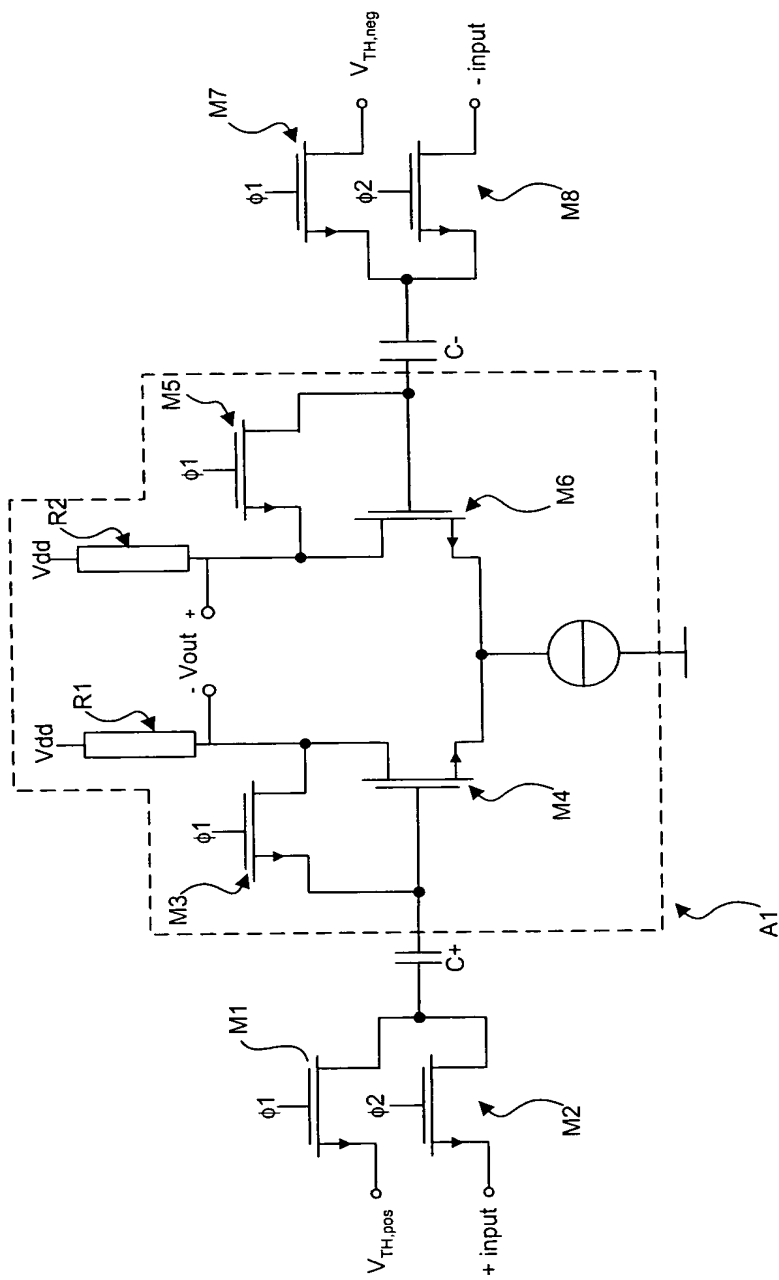 Vdd
Vdd
R2
R1
M5
M3
- Vout +
φ1
φ1
M7
M1
φ1
φ1
V_TH,neg
φ2
φ2
V_TH,pos
C+
C-
- input
+ input
M4
M6
M2
M8
A1